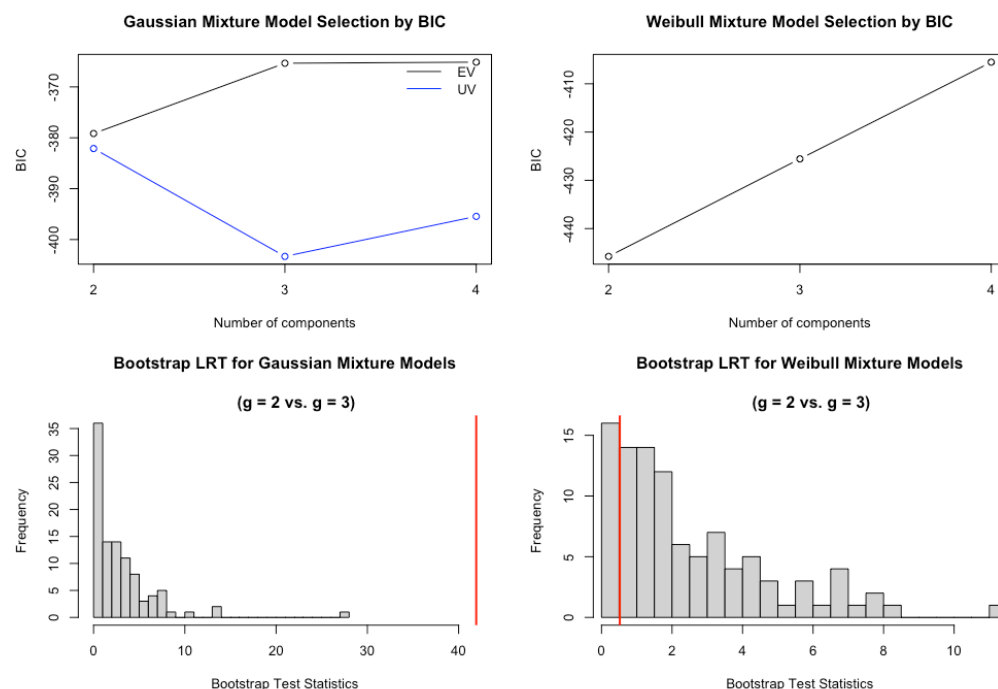 Gaussian Mixture Model Selection by BIC
BIC
-370
-380
-390
-400
EV
UV
2
3
4
Number of components
Weibull Mixture Model Selection by BIC
BIC
-410
-420
-430
-440
2
3
4
Number of components
Bootstrap LRT for Gaussian Mixture Models
(g = 2 vs. g = 3)
Frequency
35
30
25
20
15
10
5
0
0
10
20
30
40
Bootstrap Test Statistics
Bootstrap LRT for Weibull Mixture Models
(g = 2 vs. g = 3)
Frequency
15
10
5
0
0
2
4
6
8
10
Bootstrap Test Statistics